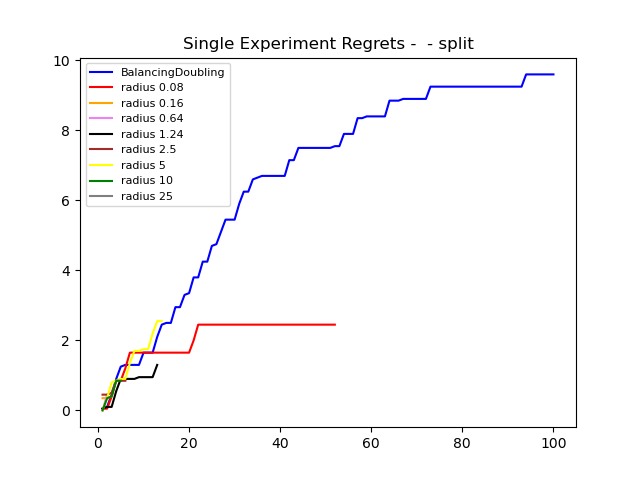 Single Experiment Regrets -  - split
BalancingDoubling
radius 0.08
radius 0.16
radius 0.64
radius 1.24
radius 2.5
radius 5
radius 10
radius 25
10
8
6
4
2
0
0 20 40 60 80 100